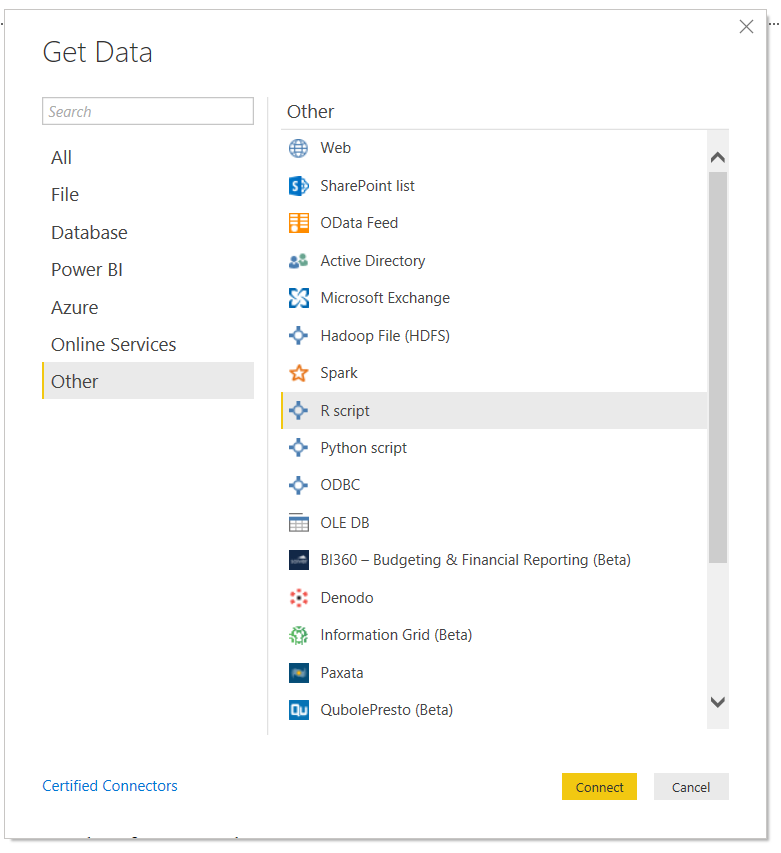 Get Data
Search
All
File
Database
Power BI
Azure
Online Services
Other
Other
Web
SharePoint list
OData Feed
Active Directory
Microsoft Exchange
Hadoop File (HDFS)
Spark
R script
Python script
ODBC
OLE DB
BI360 – Budgeting & Financial Reporting (Beta)
Denodo
Information Grid (Beta)
Paxata
Qu QubolePresto (Beta)
Certified Connectors
Connect Cancel